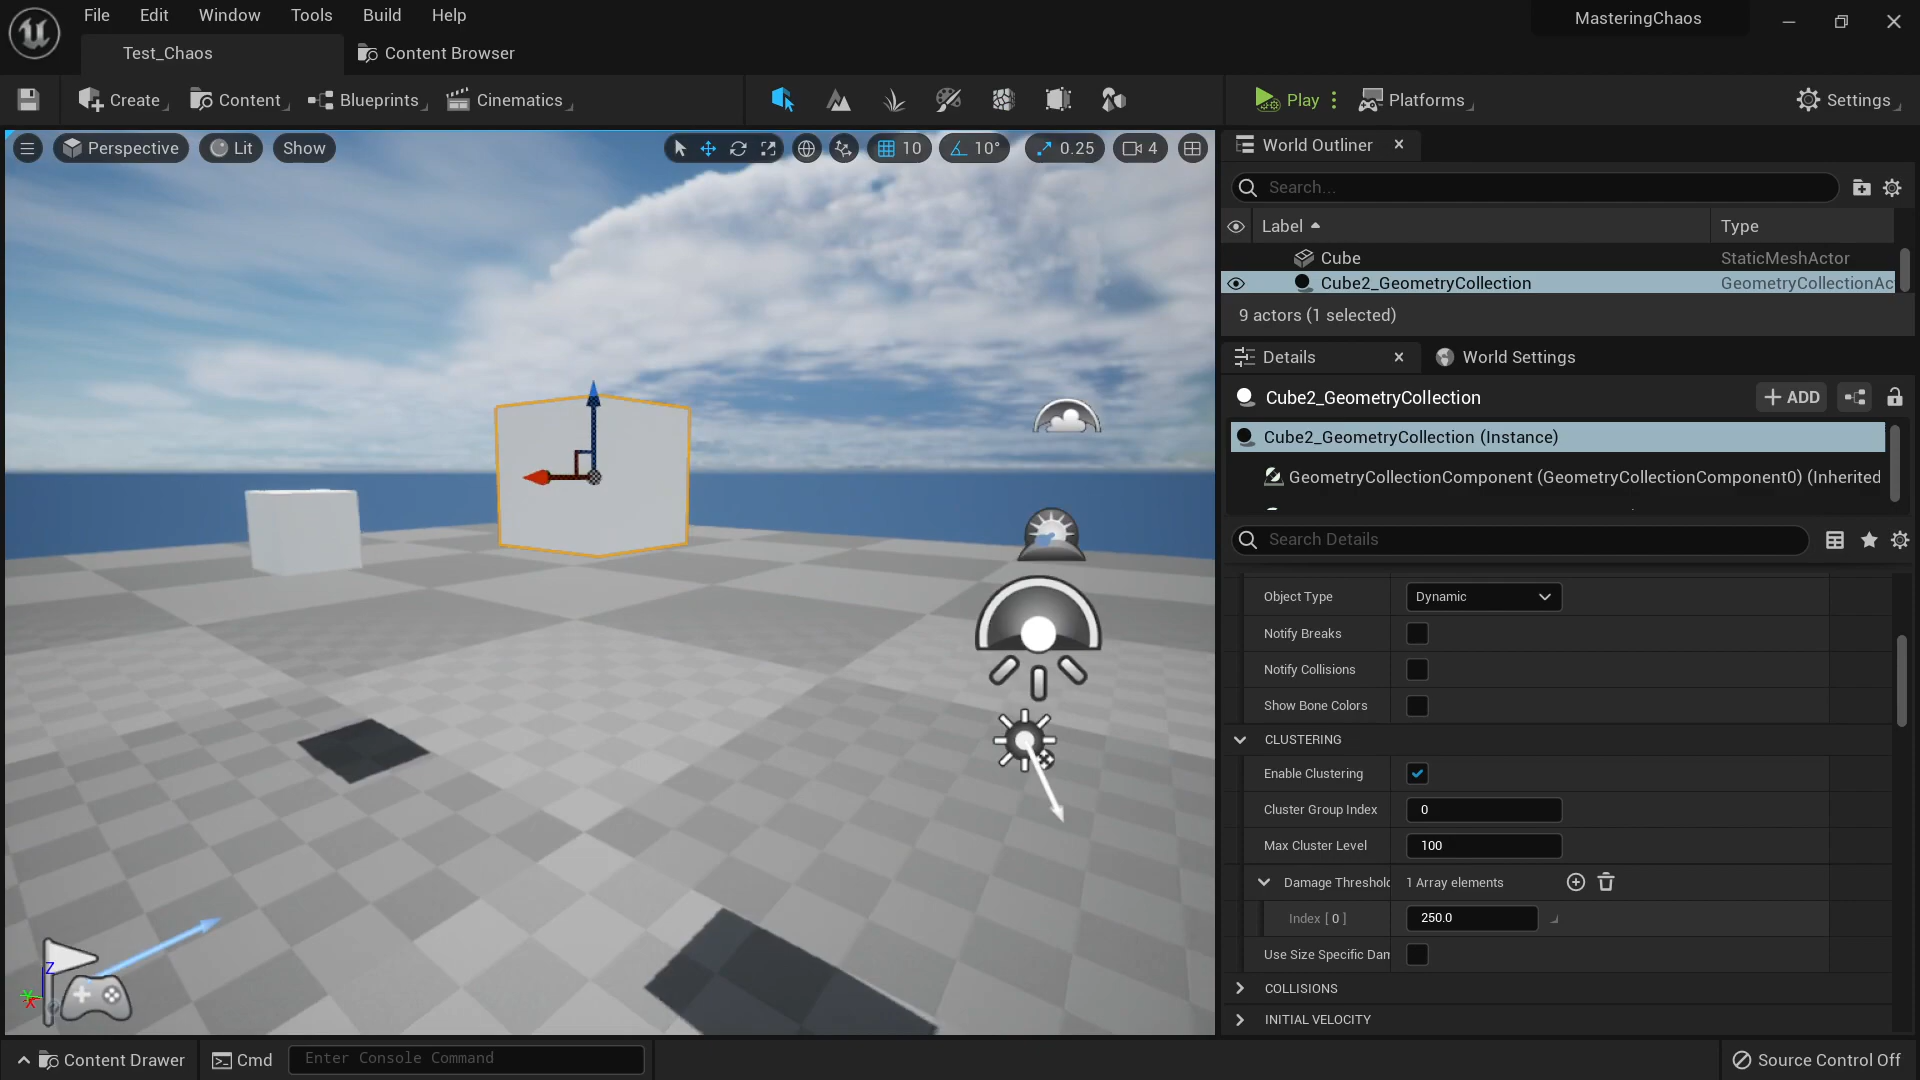 File Edit Window Tools Build Help
MasteringChaos
Test_Chaos
Content Browser
Create
Content
Blueprints
Cinematics
Play
Platforms
Settings
Perspective
Lit
Show
10
10°
0.25
4
World Outliner
Search...
Label
Type
Cube
StaticMeshActor
Cube2_GeometryCollection
GeometryCollectionAc
9 actors (1 selected)
Details
World Settings
Cube2_GeometryCollection
ADD
Cube2_GeometryCollection (Instance)
GeometryCollectionComponent (GeometryCollectionComponent0) (Inherited
Search Details
Object Type
Dynamic
Notify Breaks
Notify Collisions
Show Bone Colors
CLUSTERING
Enable Clustering
Cluster Group Index
0
Max Cluster Level
100
Damage Threshold
1 Array elements
Index [ 0 ]
250.0
Use Size Specific Dam
COLLISIONS
INITIAL VELOCITY
Z
X
Content Drawer
Cmd
Enter Console Command
Source Control Off